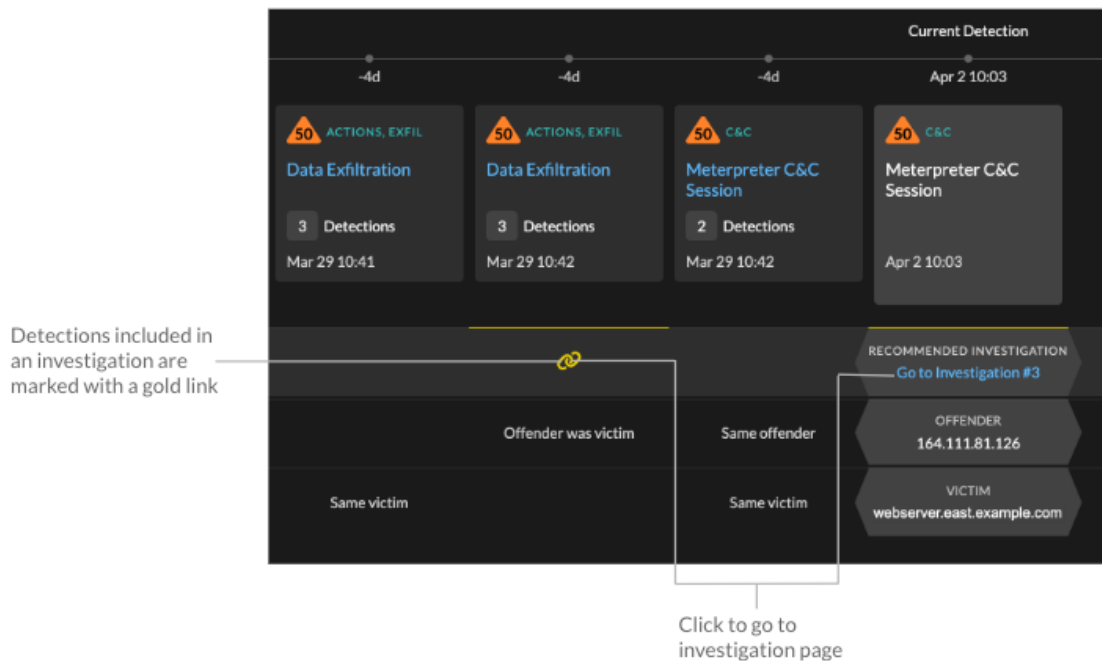 Current Detection
-4d
-4d
-4d
Apr 2 10:03
50 ACTIONS, EXFIL
Data Exfiltration
3 Detections
Mar 29 10:41
50 ACTIONS, EXFIL
Data Exfiltration
3 Detections
Mar 29 10:42
50 C&C
Meterpreter C&C
Session
2 Detections
Mar 29 10:42
50 C&C
Meterpreter C&C
Session
Apr 2 10:03
Detections included in
an investigation are
marked with a gold link
RECOMMENDED INVESTIGATION
Go to Investigation #3
Offender was victim
Same offender
OFFENDER
164.111.81.126
Same victim
Same victim
VICTIM
webserver.east.example.com
Click to go to
investigation page